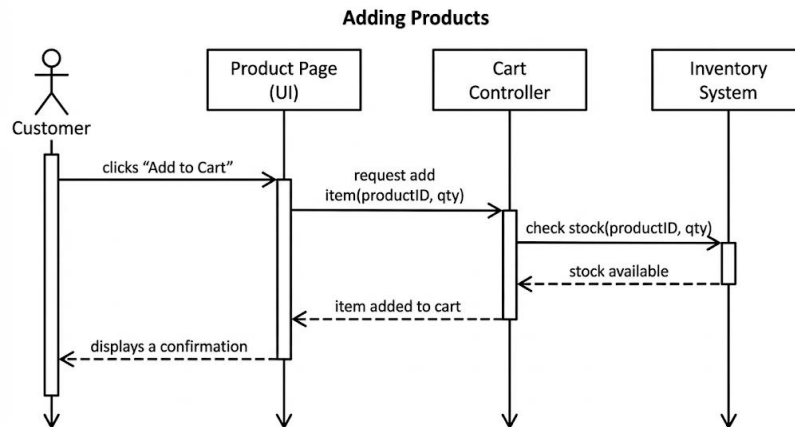 Adding Products
Product Page
(UI)
Cart
Controller
Inventory
System
Customer
clicks “Add to Cart”
request add
item(productID, qty)
check stock(productID, qty)
stock available
item added to cart
displays a confirmation